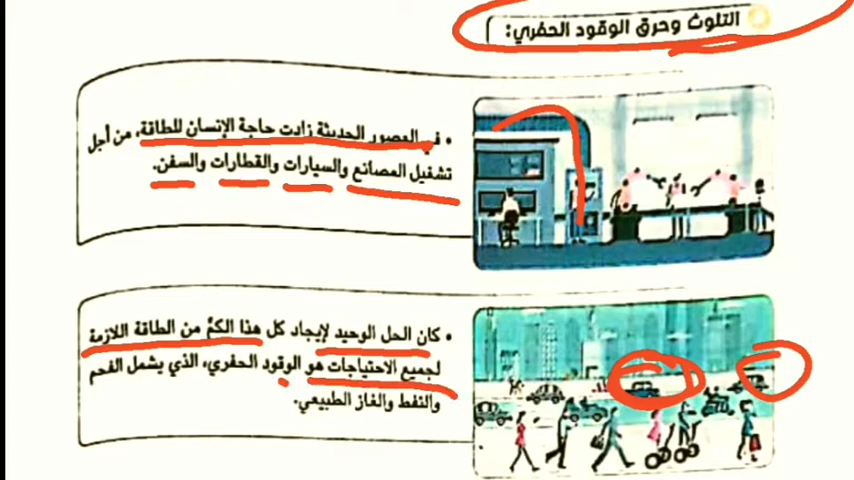 التلوث وحرق الوقود الحفري:
• في العصور الحديثة زادت حاجة الإنسان للطاقة، من أجل
تشغيل المصانع والسيارات والقطارات والسفن.
• كان الحل الوحيد لإيجاد كل هذا الكم من الطاقة اللازمة
لجميع الاحتياجات هو الوقود الحفري، الذي يشمل الفحم
والنفط والغاز الطبيعي.